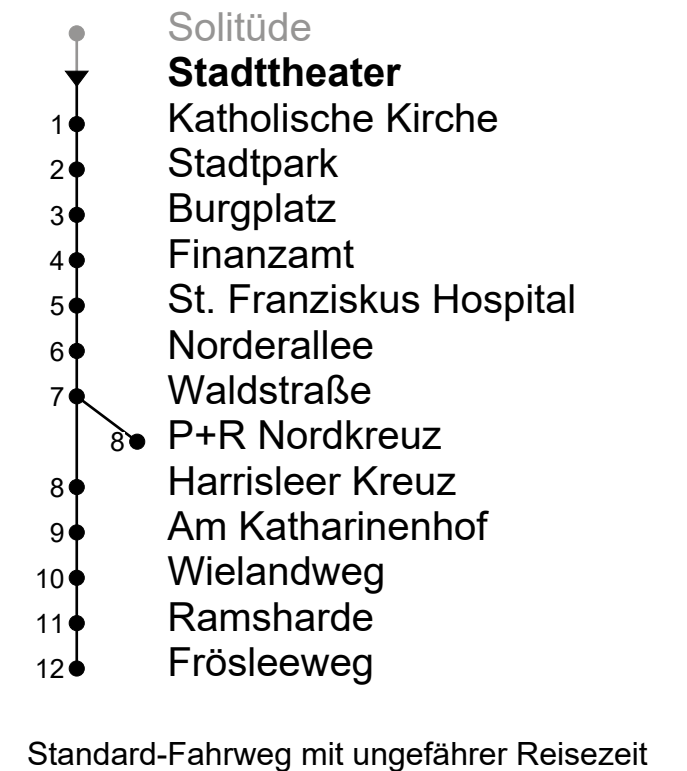 Solitüde
Stadttheater
1 Katholische Kirche
2 Stadtpark
3 Burgplatz
4 Finanzamt
5 St. Franziskus Hospital
6 Norderallee
7 Waldstraße
8 P+R Nordkreuz
8 Harrisleer Kreuz
9 Am Katharinenhof
10 Wielandweg
11 Ramsharde
12 Frösleeweg
Standard-Fahrweg mit ungefährer Reisezeit